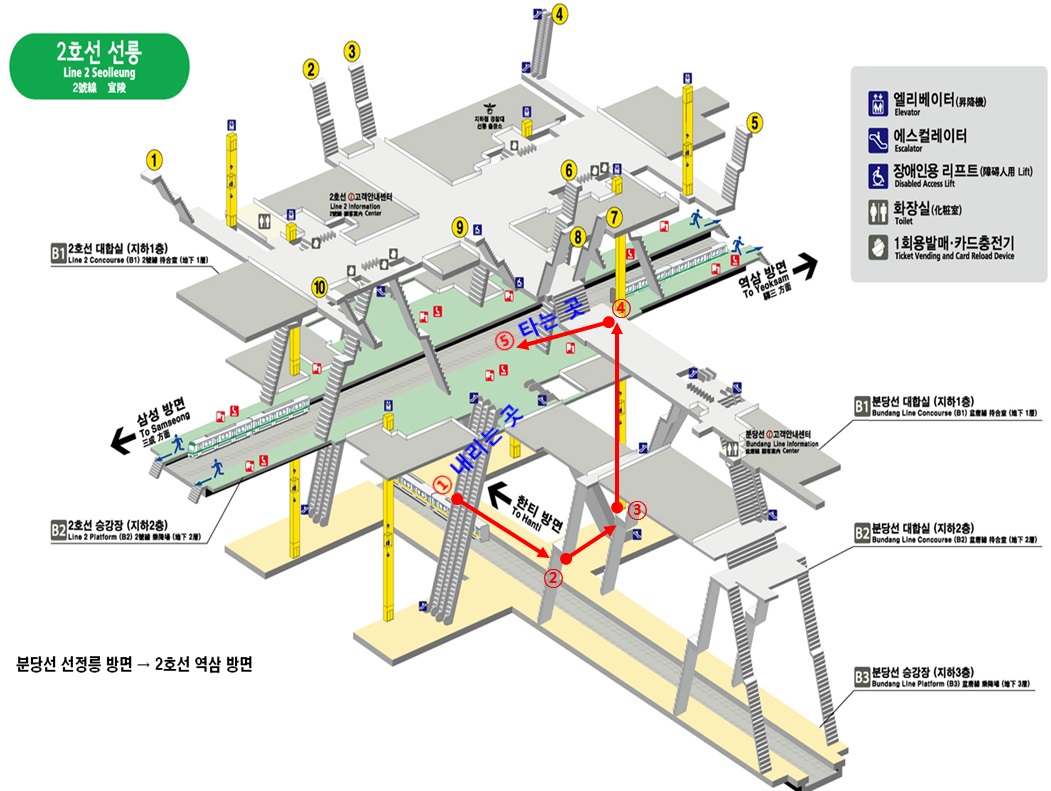 2호선 선릉
Line 2 Seolleung
2號線 宣陵
1
2
3
4
5
6
7
8
9
10
지하철 경찰대
선릉 출장소
2호선 고객안내센터
Line 2 Information
2號線 顧客案内 Center
엘리베이터(昇降機)
Elevator
에스컬레이터
Escalator
장애인용 리프트(障碍人用 Lift)
Disabled Access Lift
화장실(化粧室)
Toilet
1회용발매·카드충전기
Ticket Vending and Card Reload Device
B1 2호선 대합실 (지하1층)
Line 2 Concourse (B1) 2號線 待合室 (地下 1層)
역삼 방면
To Yeoksam
驛三 方面
삼성 방면
To Samseong
三成 方面
④
⑤ 타는 곳
① 내리는 곳
한티 방면
To Hanti
③
②
B1 분당선 대합실 (지하1층)
Bundang Line Concourse (B1) 盆唐線 待合室 (地下 1層)
분당선 고객안내센터
Bundang Line Information
盆唐線 顧客案内 Center
B2 2호선 승강장 (지하2층)
Line 2 Platform (B2) 2號線 乘降場 (地下 2層)
B2 분당선 대합실 (지하2층)
Bundang Line Concourse (B2) 盆唐線 待合室 (地下 2層)
분당선 선정릉 방면 → 2호선 역삼 방면
B3 분당선 승강장 (지하3층)
Bundang Line Platform (B3) 盆唐線 乘降場 (地下 3層)